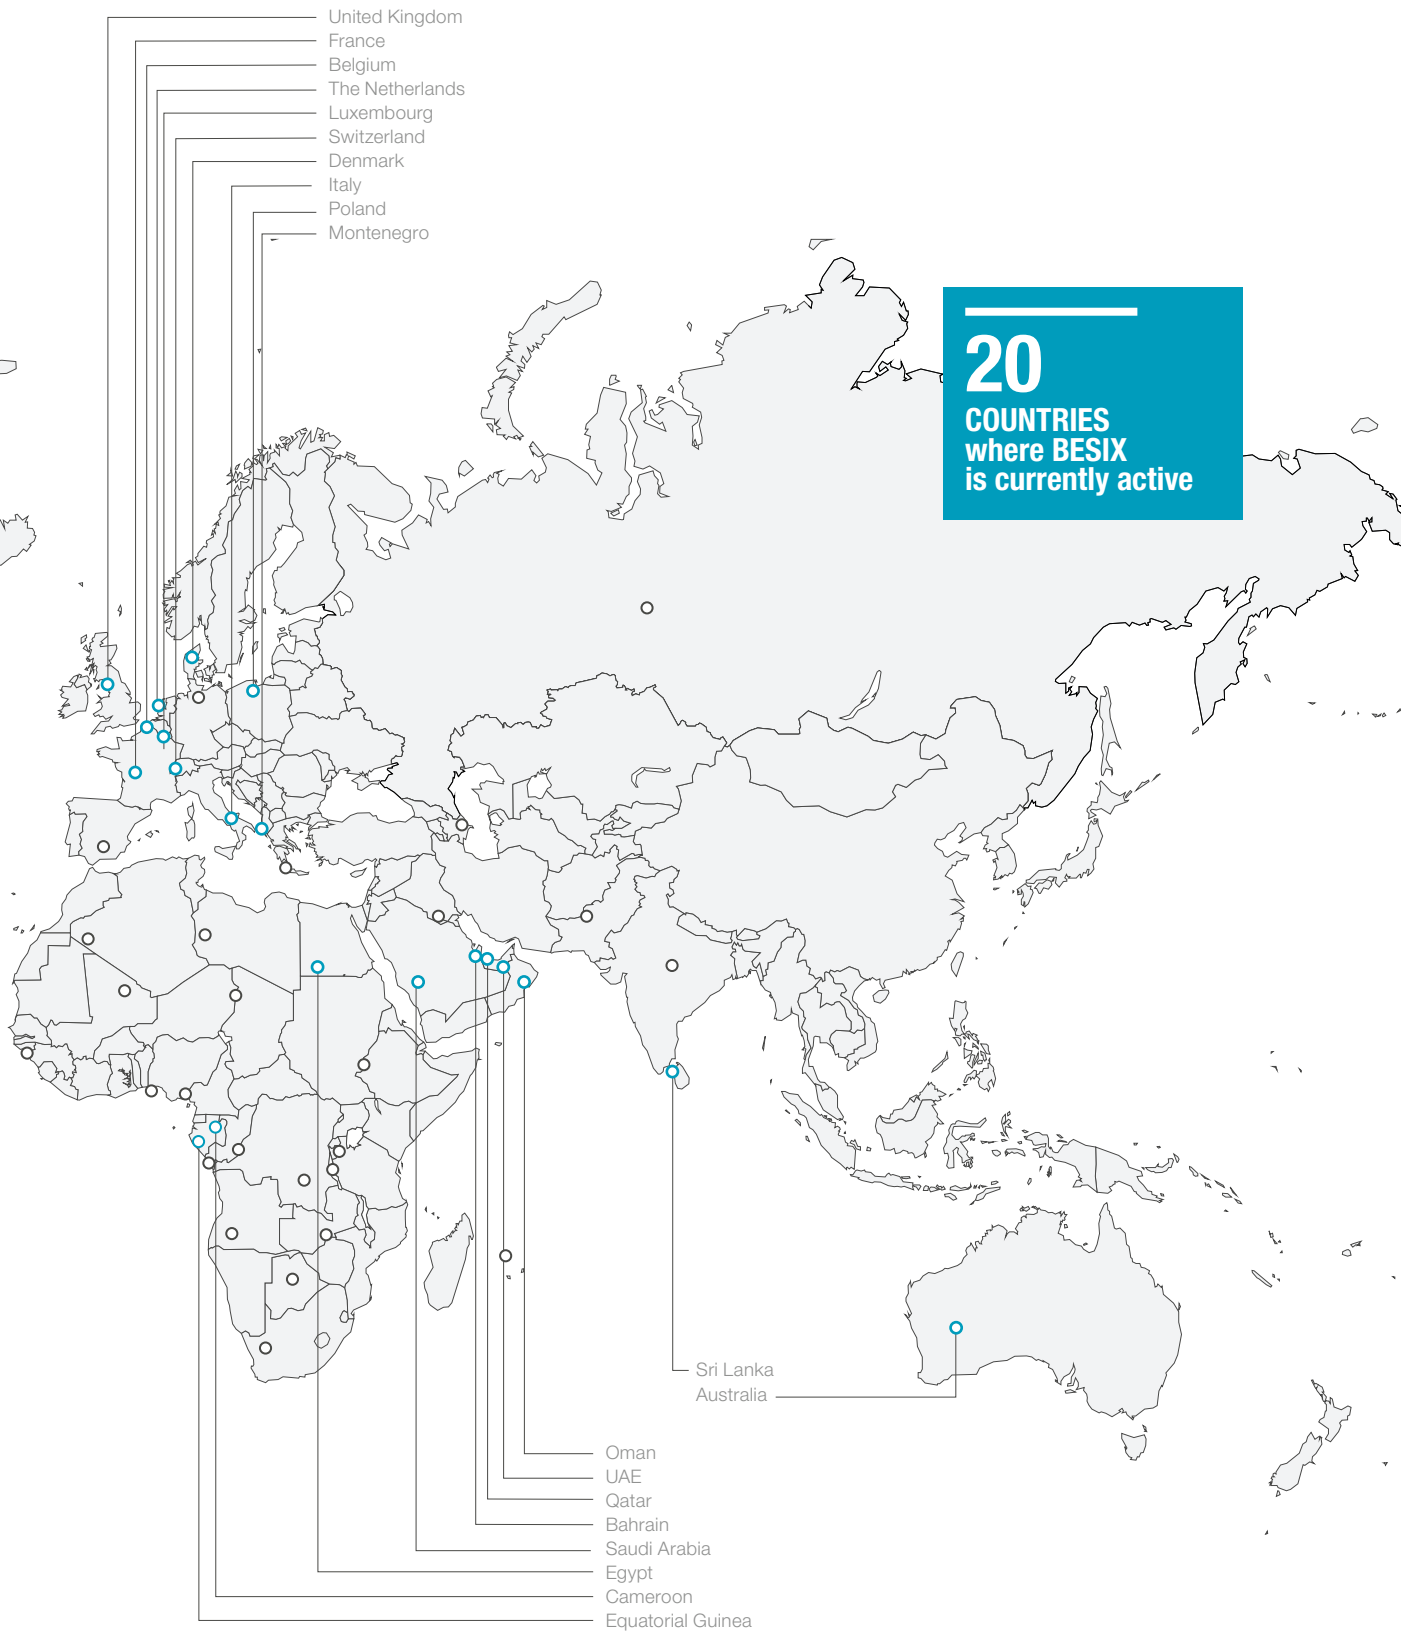 United Kingdom
France
Belgium
The Netherlands
Luxembourg
Switzerland
Denmark
Italy
Poland
Montenegro
20
COUNTRIES
where BESIX
is currently active
Sri Lanka
Australia
Oman
UAE
Qatar
Bahrain
Saudi Arabia
Egypt
Cameroon
Equatorial Guinea